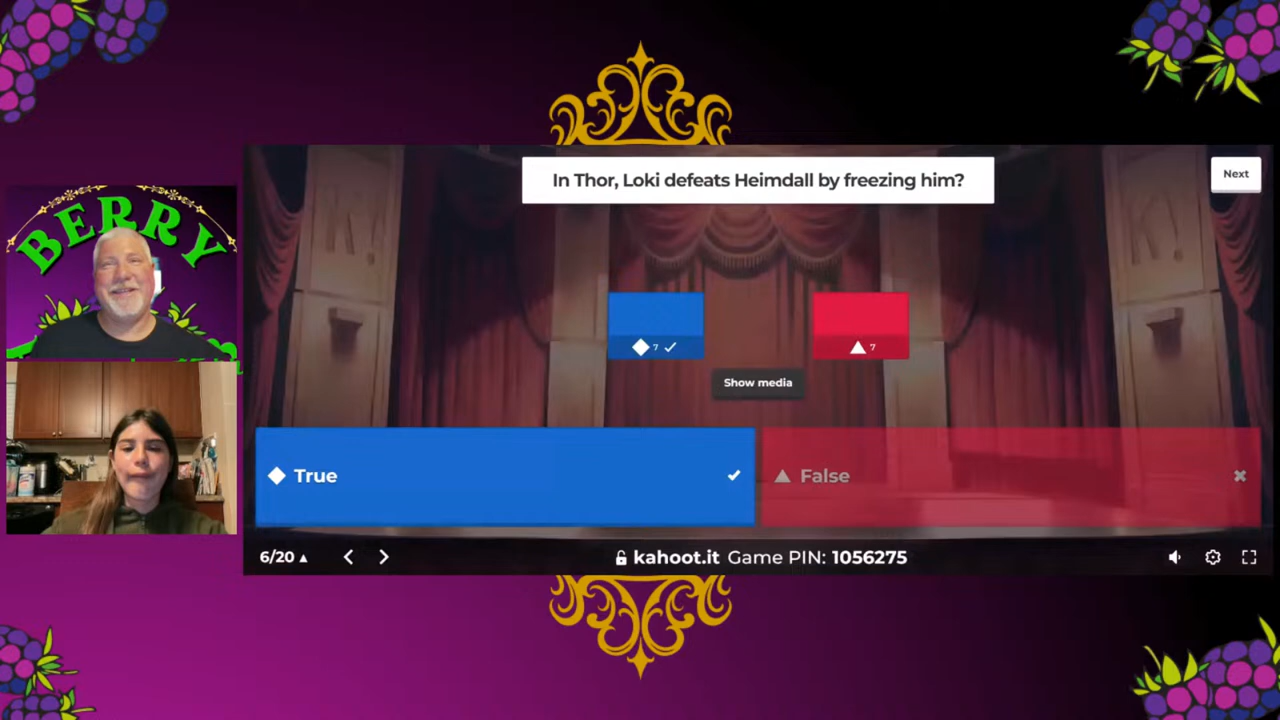 In Thor, Loki defeats Heimdall by freezing him?
Next
BERRY
7
7
Show media
True
False
6/20
kahoot.it Game PIN: 1056275